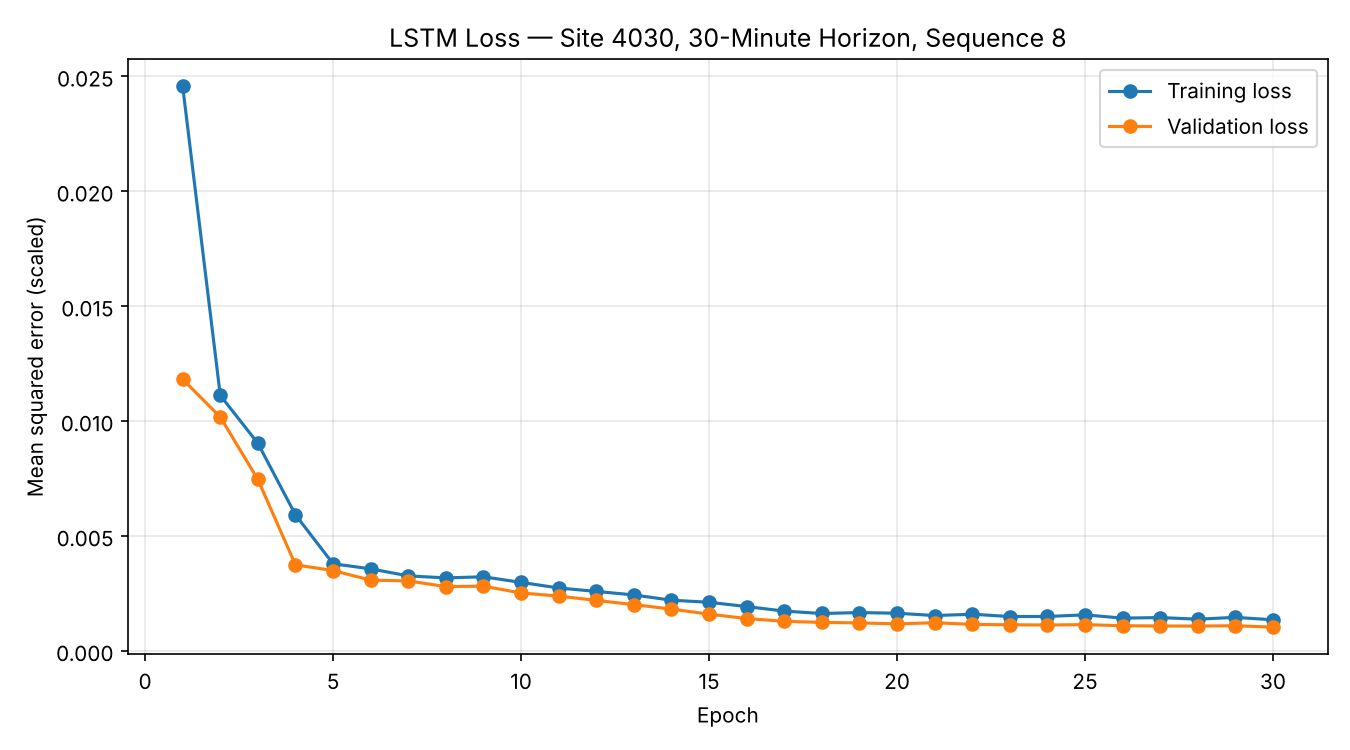 LSTM Loss — Site 4030, 30-Minute Horizon, Sequence 8
Training loss
Validation loss
Mean squared error (scaled)
0.025
0.020
0.015
0.010
0.005
0.000
0 5 10 15 20 25 30
Epoch